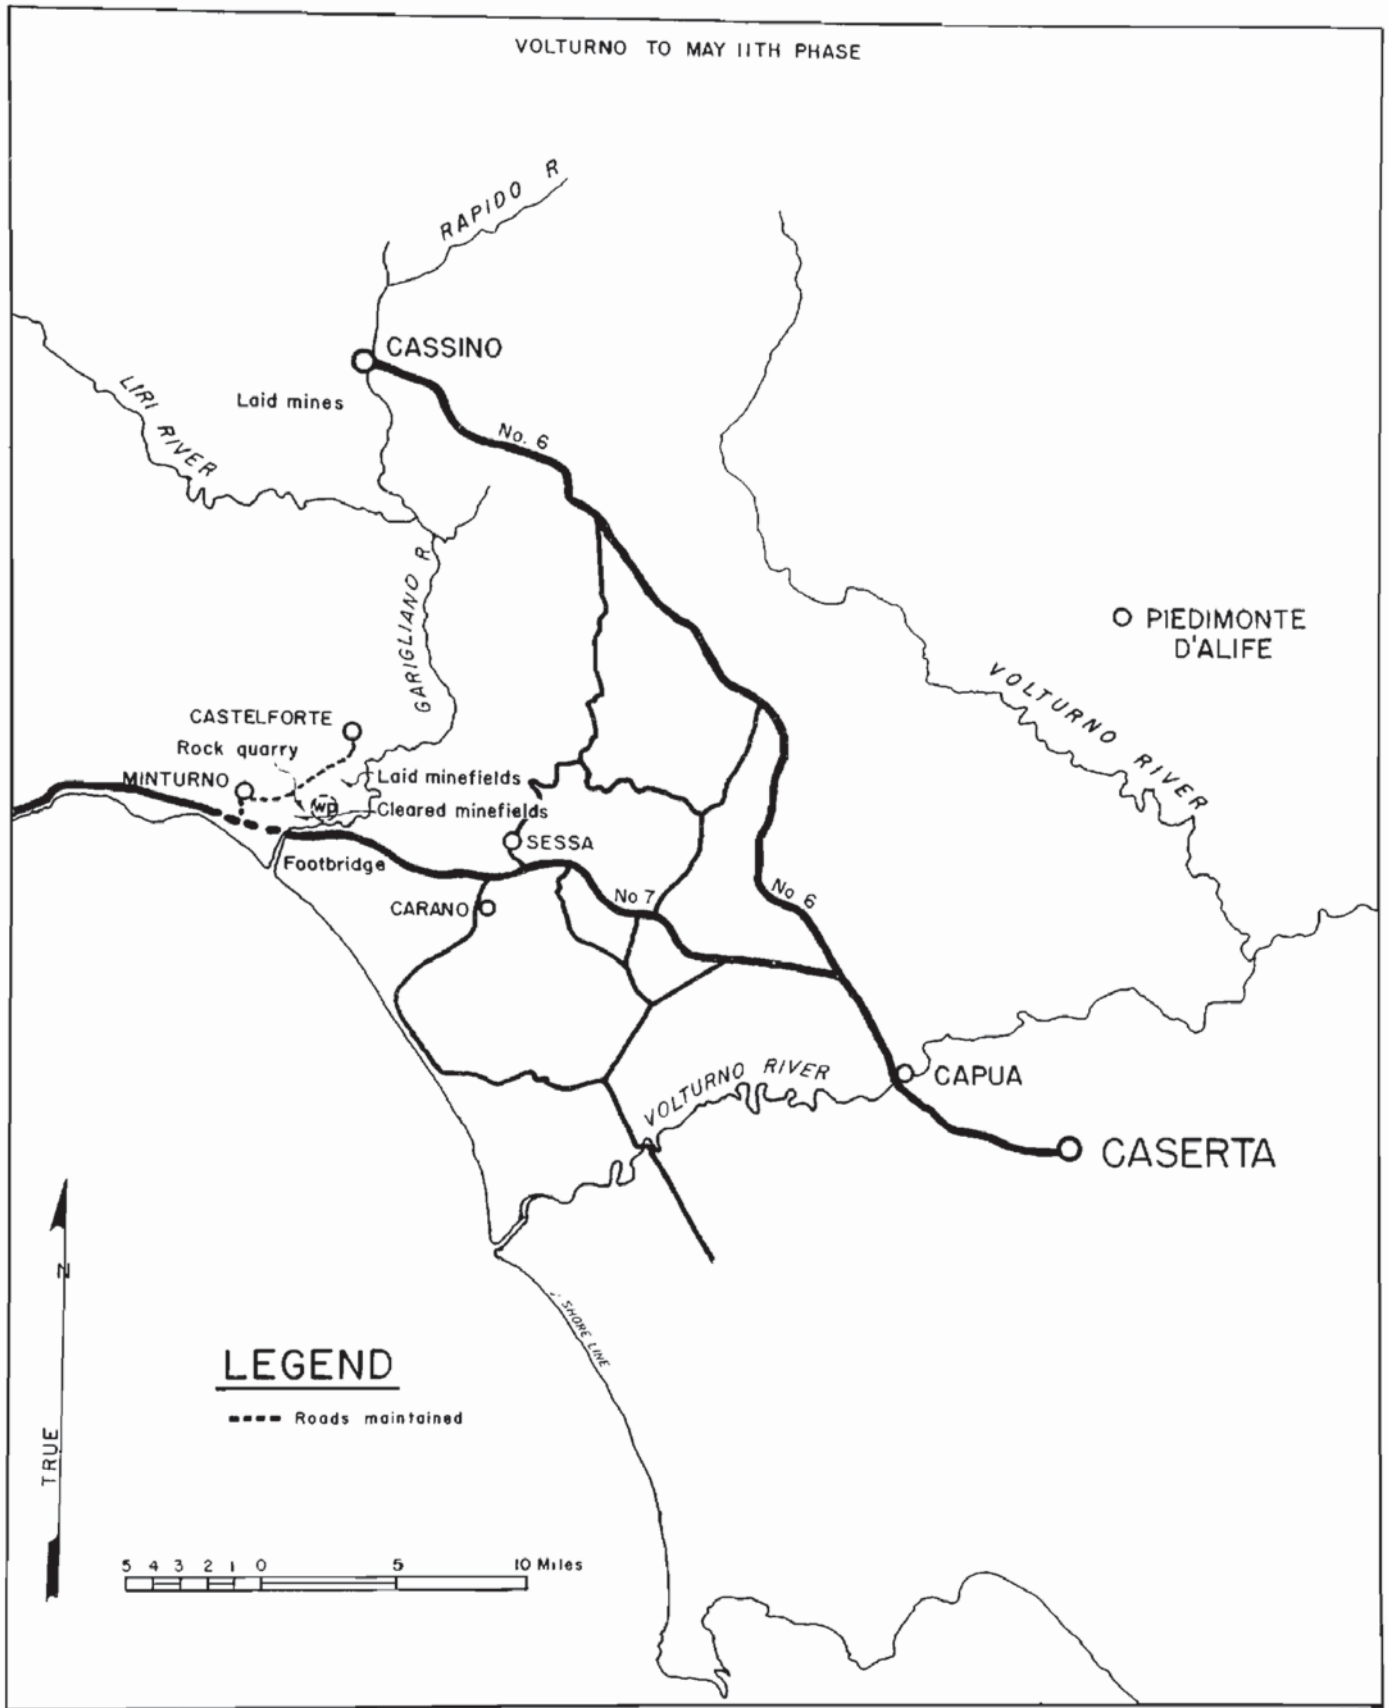 VOLTURNO TO MAY 11TH PHASE
RAPIDO R
CASSINO
Laid mines
LIRI RIVER
No. 6
GARIGLIANO R
PIEDIMONTE
D'ALIFE
VOLTURNO RIVER
CASTELFORTE
Rock quarry
MINTURNO
Laid minefields
wp
Cleared minefields
SESSA
Footbridge
No 7
No 6
CARANO
VOLTURNO RIVER
CAPUA
CASERTA
N
TRUE
SHORE LINE
LEGEND
Roads maintained
5 4 3 2 1 0 5 10 Miles